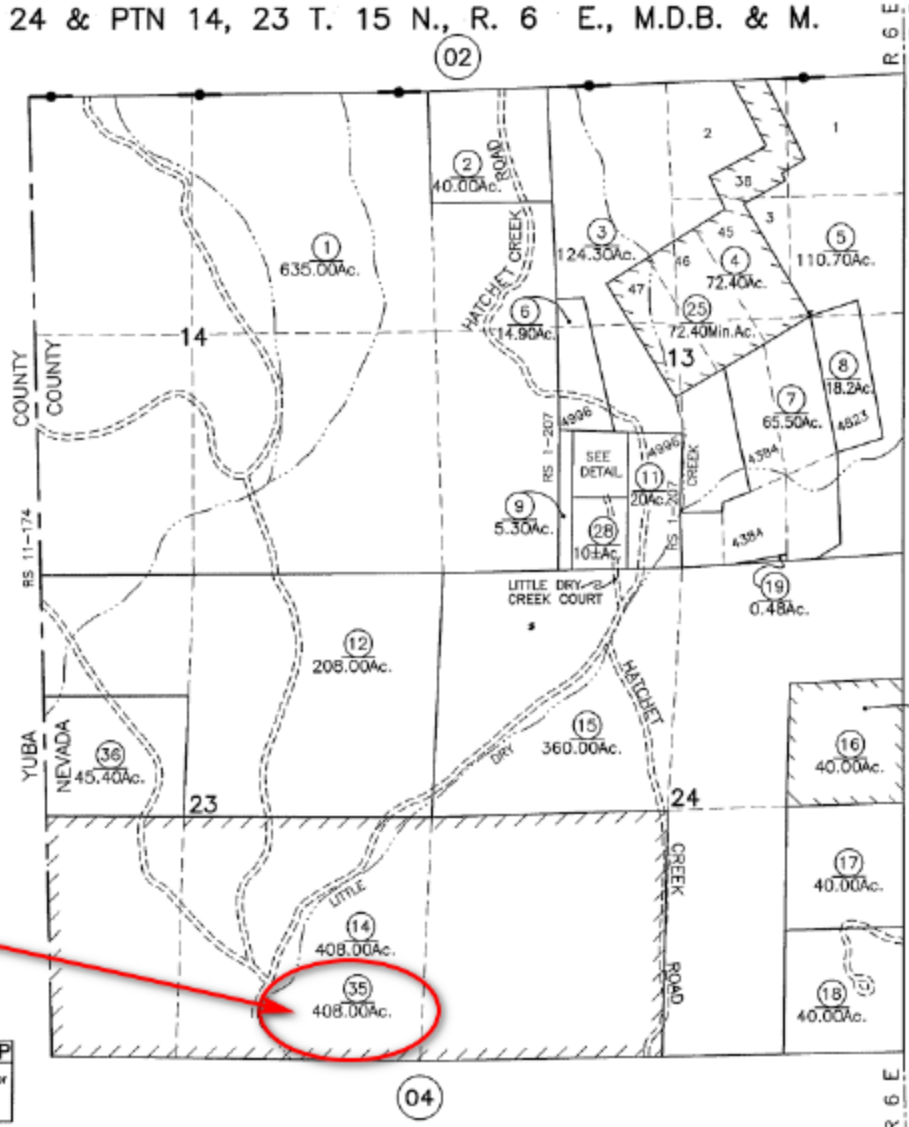 24 & PTN 14, 23 T. 15 N., R. 6 E., M.D.B. & M.
R 6 E
02
2
40.00Ac.
HATCHET CREEK ROAD
1
635.00Ac.
2
1
38
3
124.30Ac.
3
45
46
47
4
72.40Ac.
5
110.70Ac.
25
72.40Min.Ac.
6
14.90Ac.
14
13
COUNTY
COUNTY
8
18.2Ac.
7
65.50Ac.
4823
4384
4996
4996
SEE
DETAIL
RS 1-207
11
20Ac.
CREEK
RS 1-207
9
5.30Ac.
28
10±Ac.
4384
RS 11-174
LITTLE DRY
CREEK COURT
19
0.48Ac.
s
12
208.00Ac.
HATCHET
15
360.00Ac.
DRY
YUBA
NEVADA
36
45.40Ac.
16
40.00Ac.
23
24
CREEK
17
40.00Ac.
LITTLE
14
408.00Ac.
35
408.00Ac.
ROAD
18
40.00Ac.
P
or
04
R 6 E